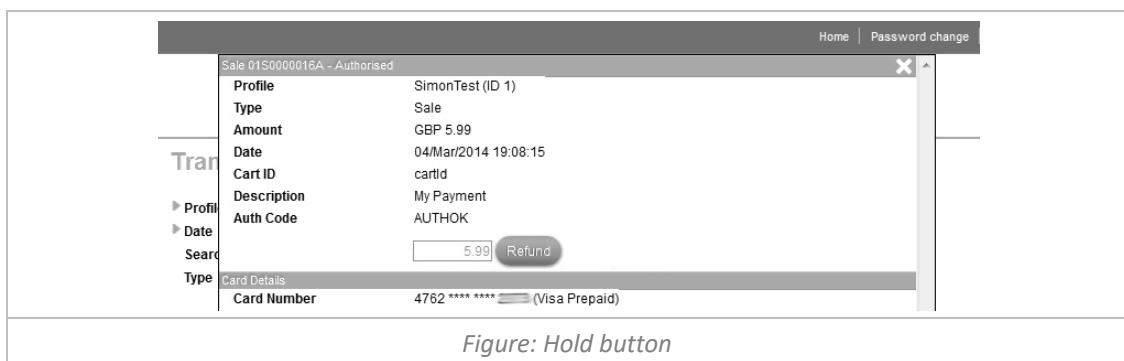 Home | Password change
Sale 01S0000016A - Authorised
Profile SimonTest (ID 1)
Type Sale
Amount GBP 5.99
Date 04/Mar/2014 19:08:15
Cart ID cartId
Description My Payment
Auth Code AUTHOK
5.99 Refund
Tran
Profil
Date
Searc
Type
Card Details
Card Number 4762 **** **** (Visa Prepaid)
Figure: Hold button